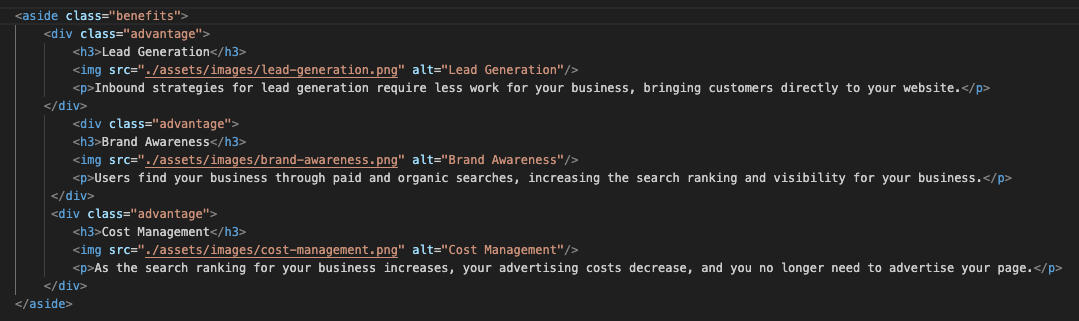 <aside class="benefits">
    <div class="advantage">
        <h3>Lead Generation</h3>
        <img src="./assets/images/lead-generation.png" alt="Lead Generation"/>
        <p>Inbound strategies for lead generation require less work for your business, bringing customers directly to your website.</p>
    </div>
        <div class="advantage">
        <h3>Brand Awareness</h3>
        <img src="./assets/images/brand-awareness.png" alt="Brand Awareness"/>
        <p>Users find your business through paid and organic searches, increasing the search ranking and visibility for your business.</p>
     </div>
     <div class="advantage">
        <h3>Cost Management</h3>
        <img src="./assets/images/cost-management.png" alt="Cost Management"/>
        <p>As the search ranking for your business increases, your advertising costs decrease, and you no longer need to advertise your page.</p>
    </div>
</aside>